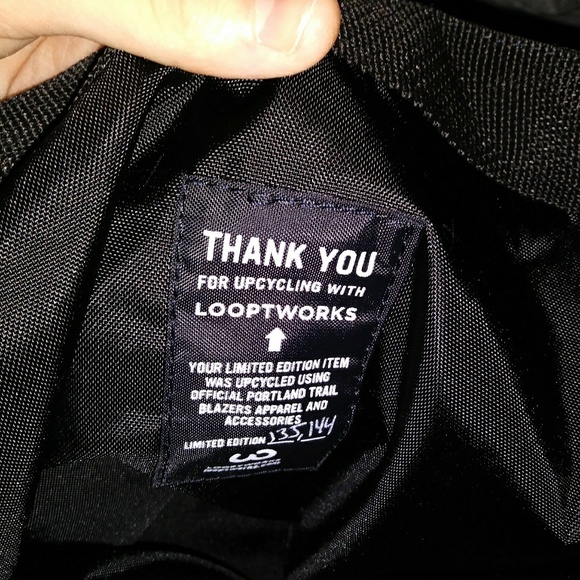 THANK YOU
FOR UPCYCLING WITH
LOOPTWORKS
YOUR LIMITED EDITION ITEM
WAS UPCYCLED USING
OFFICIAL PORTLAND TRAIL
BLAZERS APPAREL AND
ACCESSORIES
LIMITED EDITION 135,144